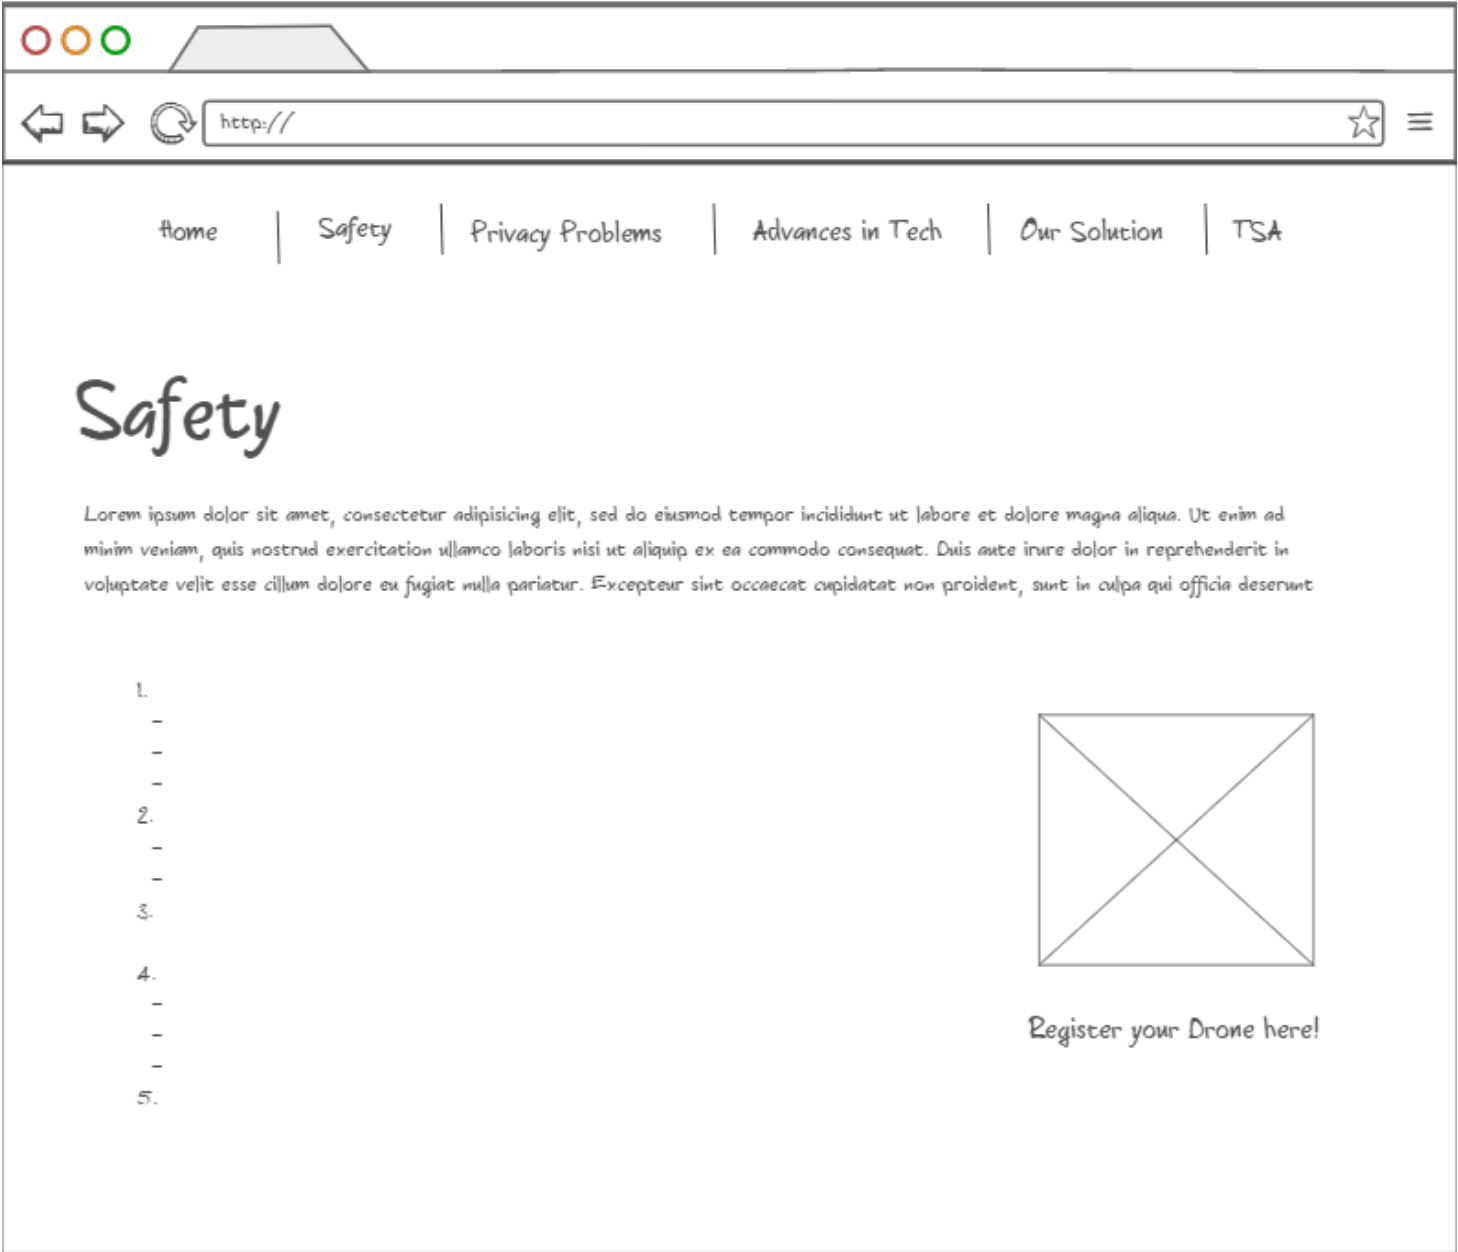 http://
Home Safety Privacy Problems Advances in Tech Our Solution TSA
Safety
Lorem ipsum dolor sit amet, consectetur adipisicing elit, sed do eiusmod tempor incididunt ut labore et dolore magna aliqua. Ut enim ad
minim veniam, quis nostrud exercitation ullamco laboris nisi ut aliquip ex ea commodo consequat. Duis aute irure dolor in reprehenderit in
voluptate velit esse cillum dolore eu fugiat nulla pariatur. Excepteur sint occaecat cupidatat non proident, sunt in culpa qui officia deserunt
1.
-
-
-
2.
-
-
3.
4.
-
-
-
5.
Register your Drone here!